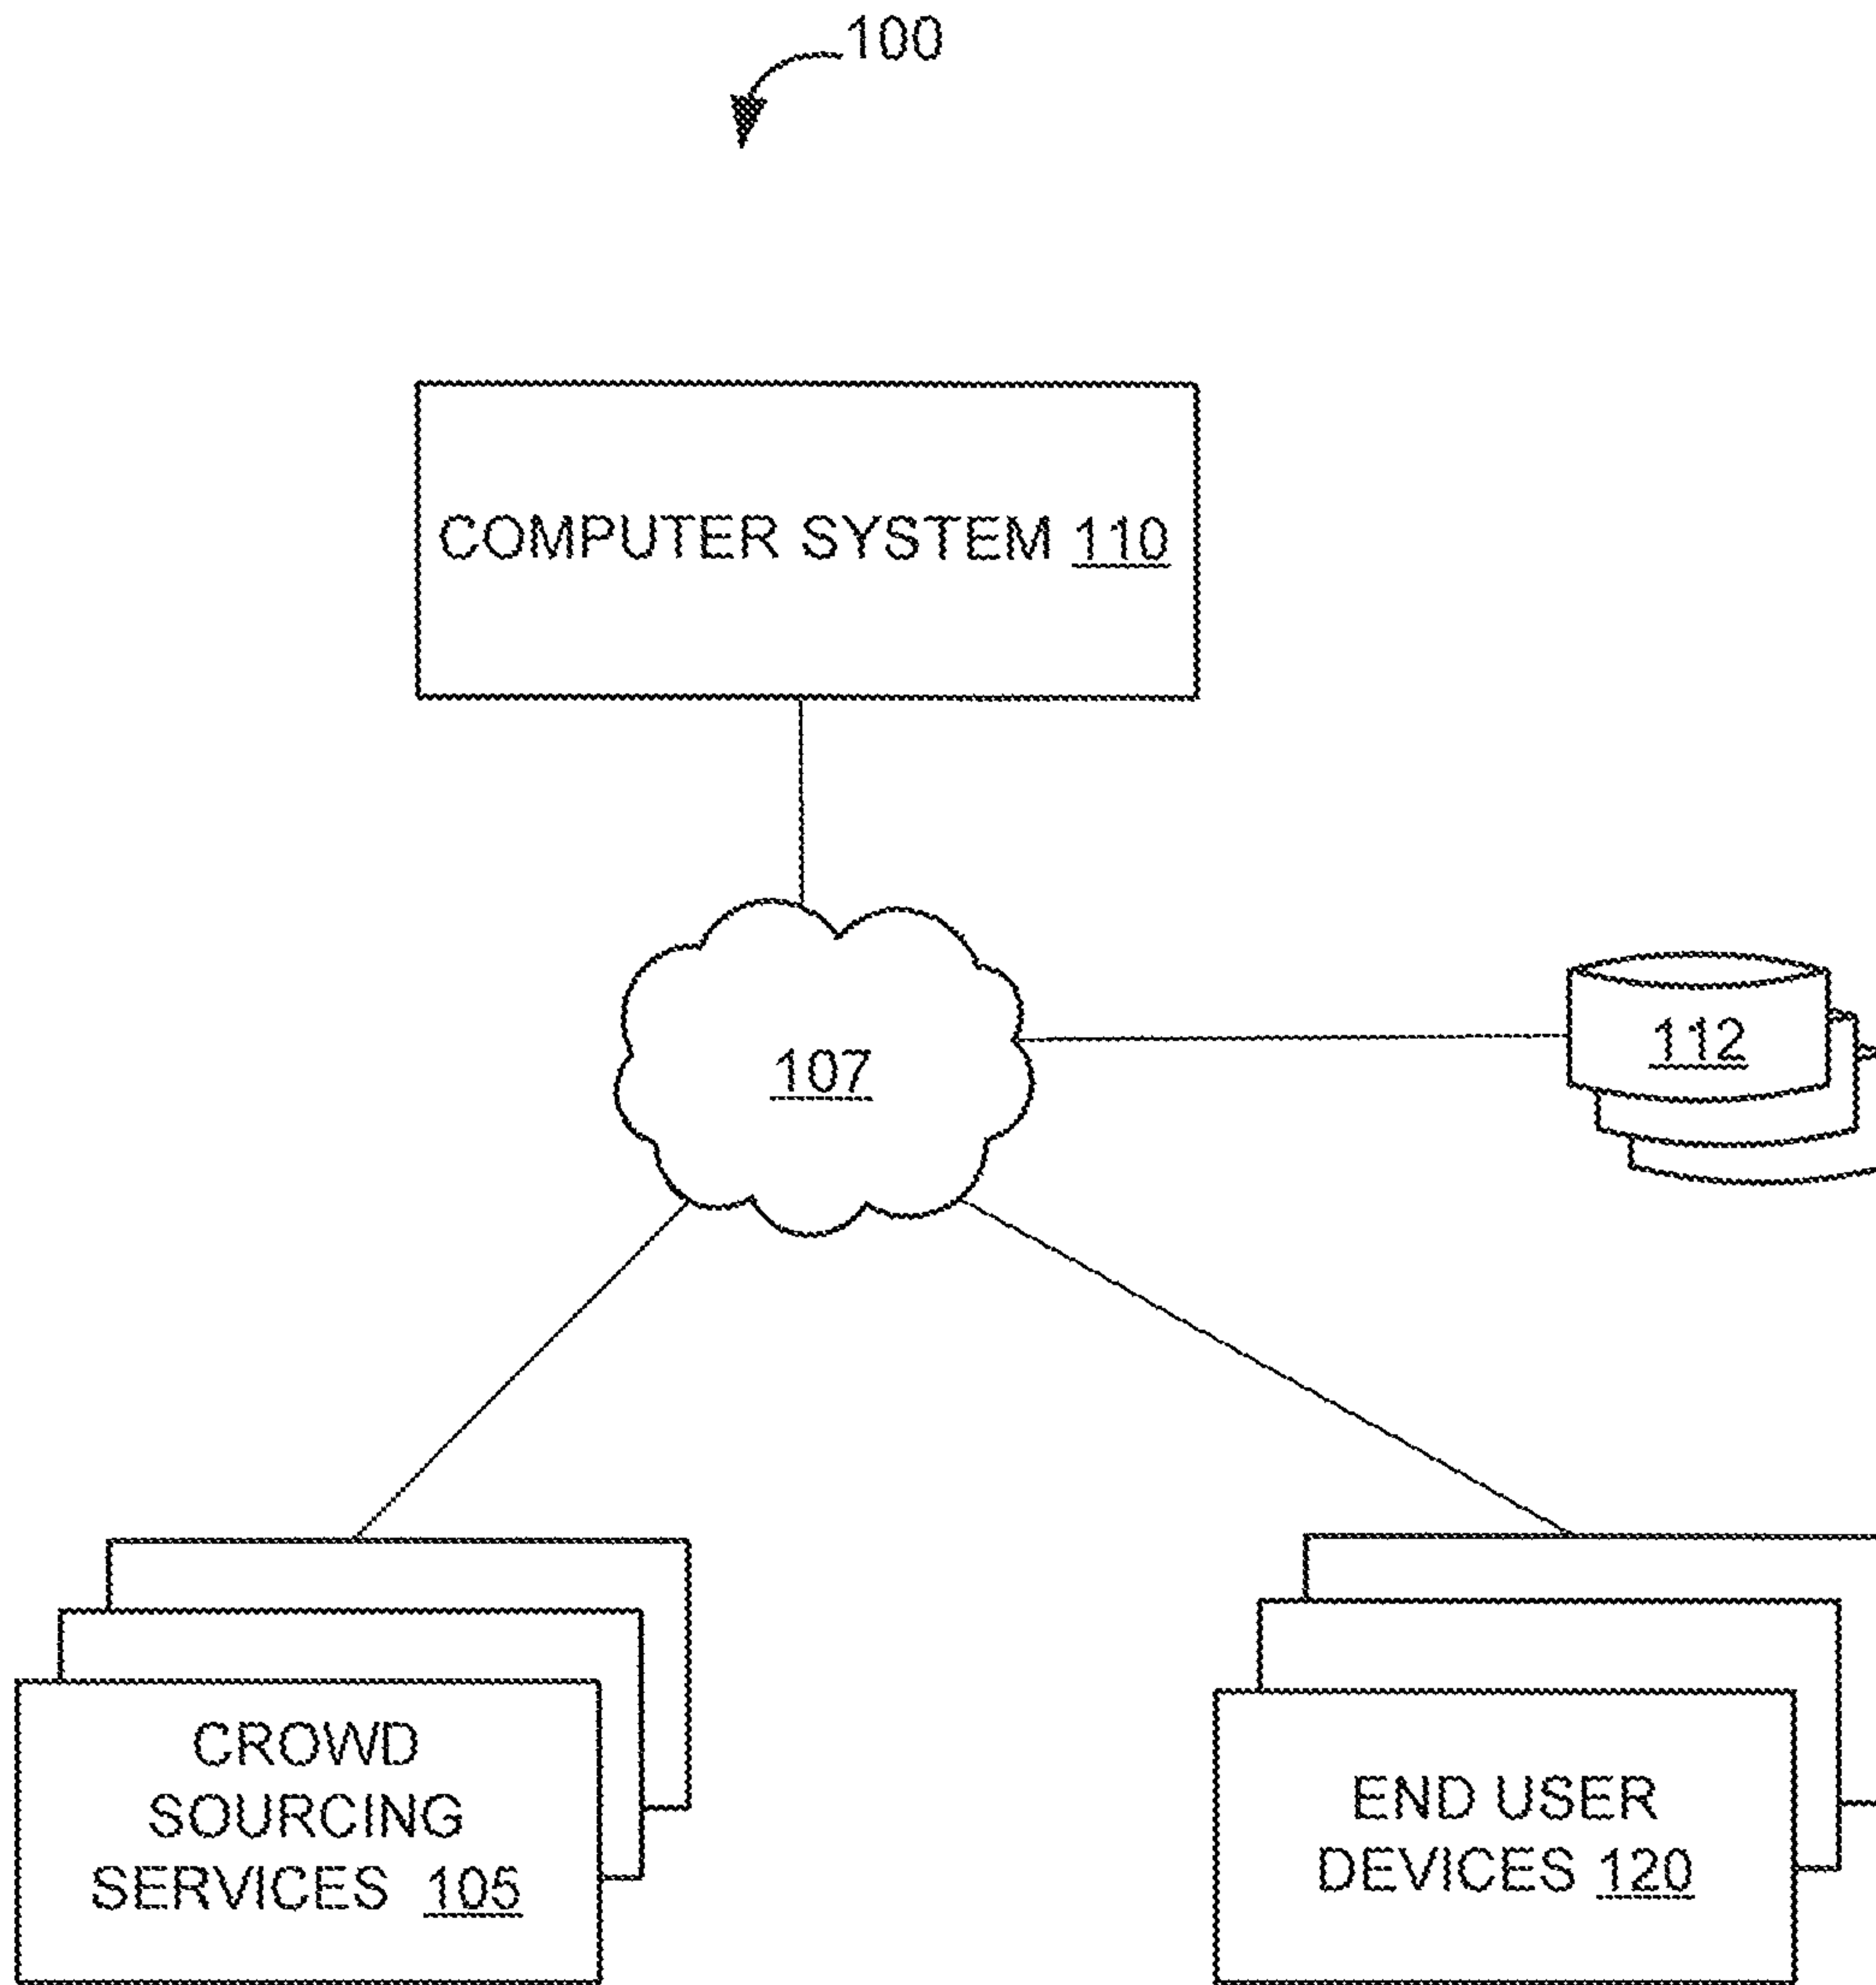 100
COMPUTER SYSTEM 110
107
112
CROWD
SOURCING
SERVICES 105
END USER
DEVICES 120